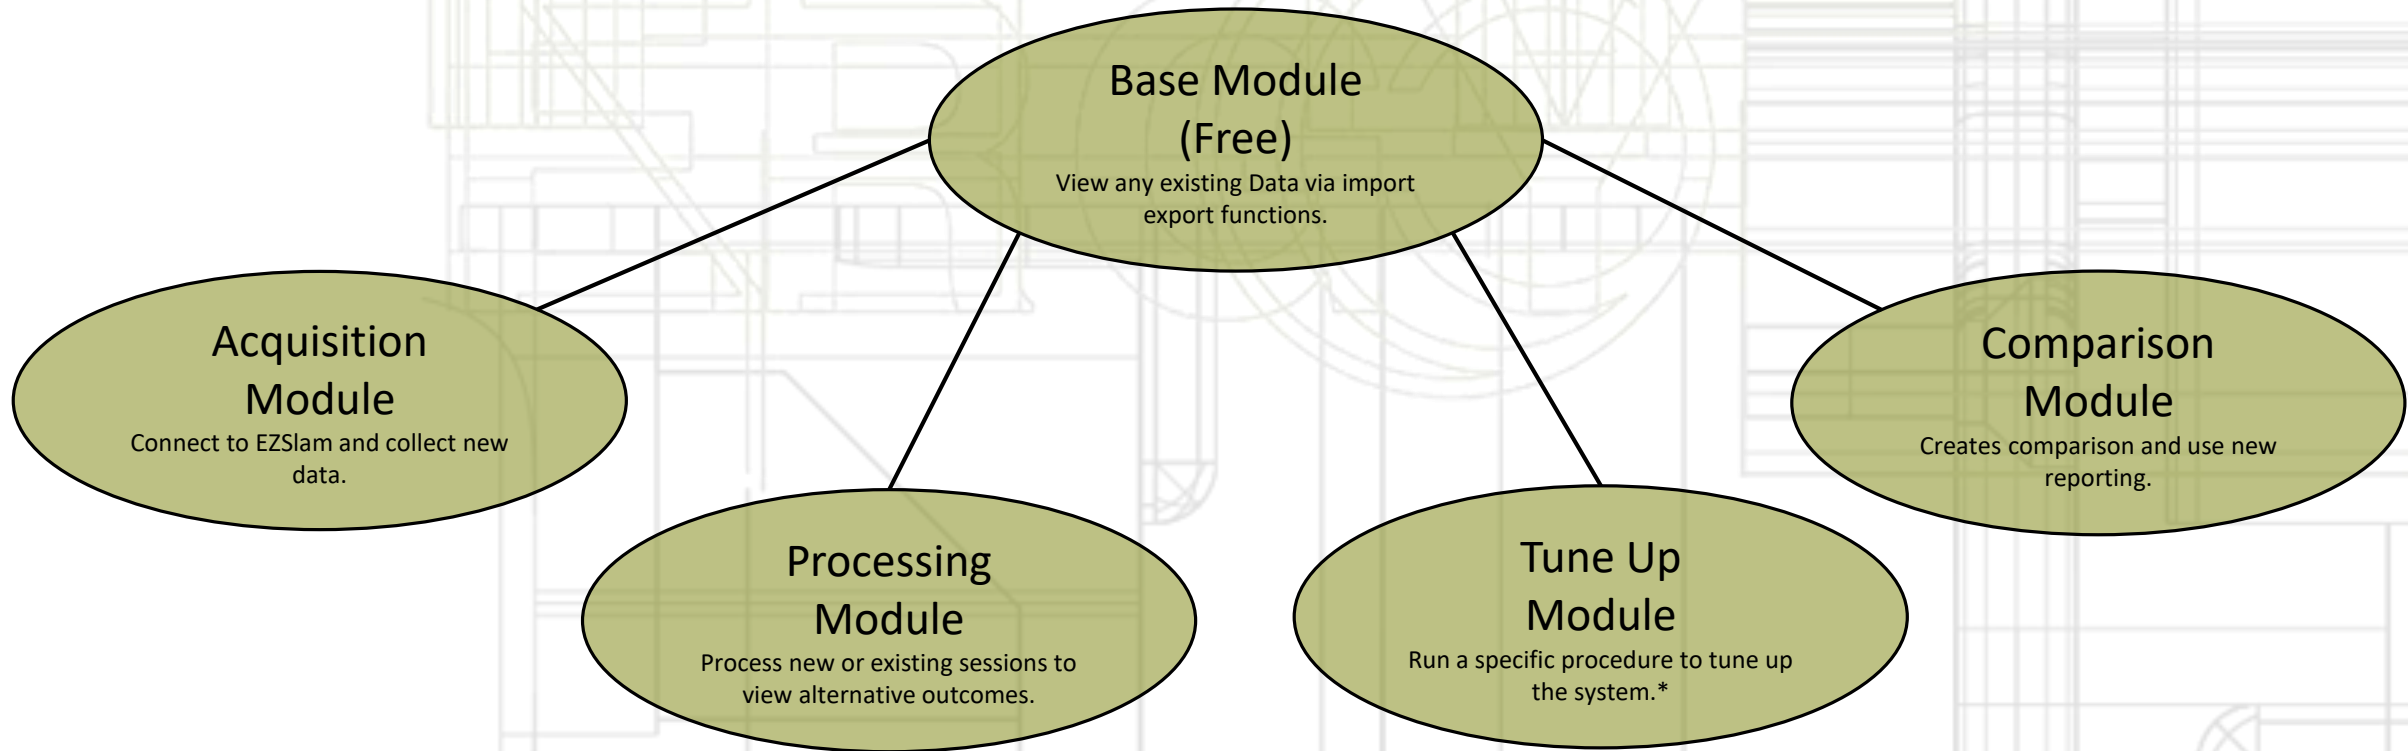 Base Module
(Free)
View any existing Data via import
export functions.
Acquisition
Module
Connect to EZSlam and collect new
data.
Processing
Module
Process new or existing sessions to
view alternative outcomes.
Tune Up
Module
Run a specific procedure to tune up
the system.*
Comparison
Module
Creates comparison and use new
reporting.